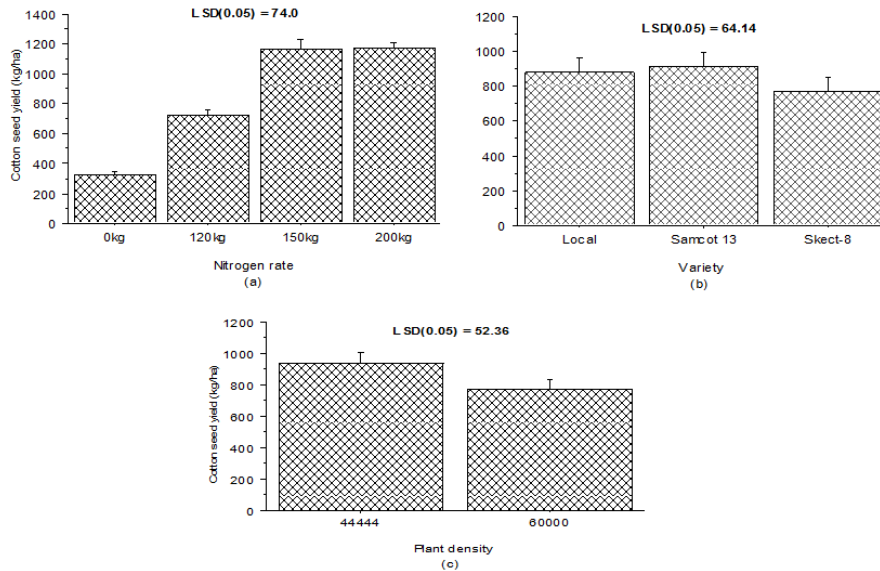 LSD(0.05) = 74.0
Cotton seed yield (kg/ha)
1400
1200
1000
800
600
400
200
0
0kg 120kg 150kg 200kg
Nitrogen rate
(a)
LSD(0.05) = 64.14
1200
1000
800
600
400
200
0
Local Samcot 13 Skect-8
Variety
(b)
LSD(0.05) = 52.36
Cotton seed yield (kg/ha)
1200
1000
800
600
400
200
0
44444 60000
Plant density
(c)